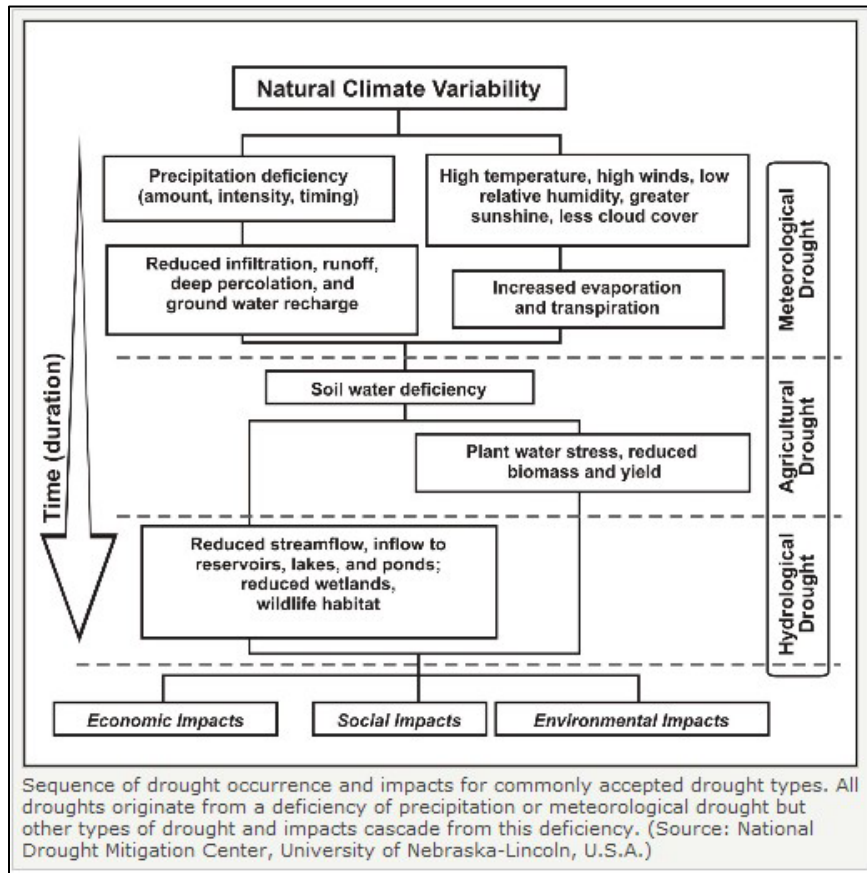 Natural Climate Variability
Precipitation deficiency
(amount, intensity, timing)
High temperature, high winds, low
relative humidity, greater
sunshine, less cloud cover
Reduced infiltration, runoff,
deep percolation, and
ground water recharge
Increased evaporation
and transpiration
Meteorological
Drought
Time (duration)
Soil water deficiency
Plant water stress, reduced
biomass and yield
Agricultural
Drought
Reduced streamflow, inflow to
reservoirs, lakes, and ponds;
reduced wetlands,
wildlife habitat
Hydrological
Drought
Economic Impacts
Social Impacts
Environmental Impacts
Sequence of drought occurrence and impacts for commonly accepted drought types. All
droughts originate from a deficiency of precipitation or meteorological drought but
other types of drought and impacts cascade from this deficiency. (Source: National
Drought Mitigation Center, University of Nebraska-Lincoln, U.S.A.)